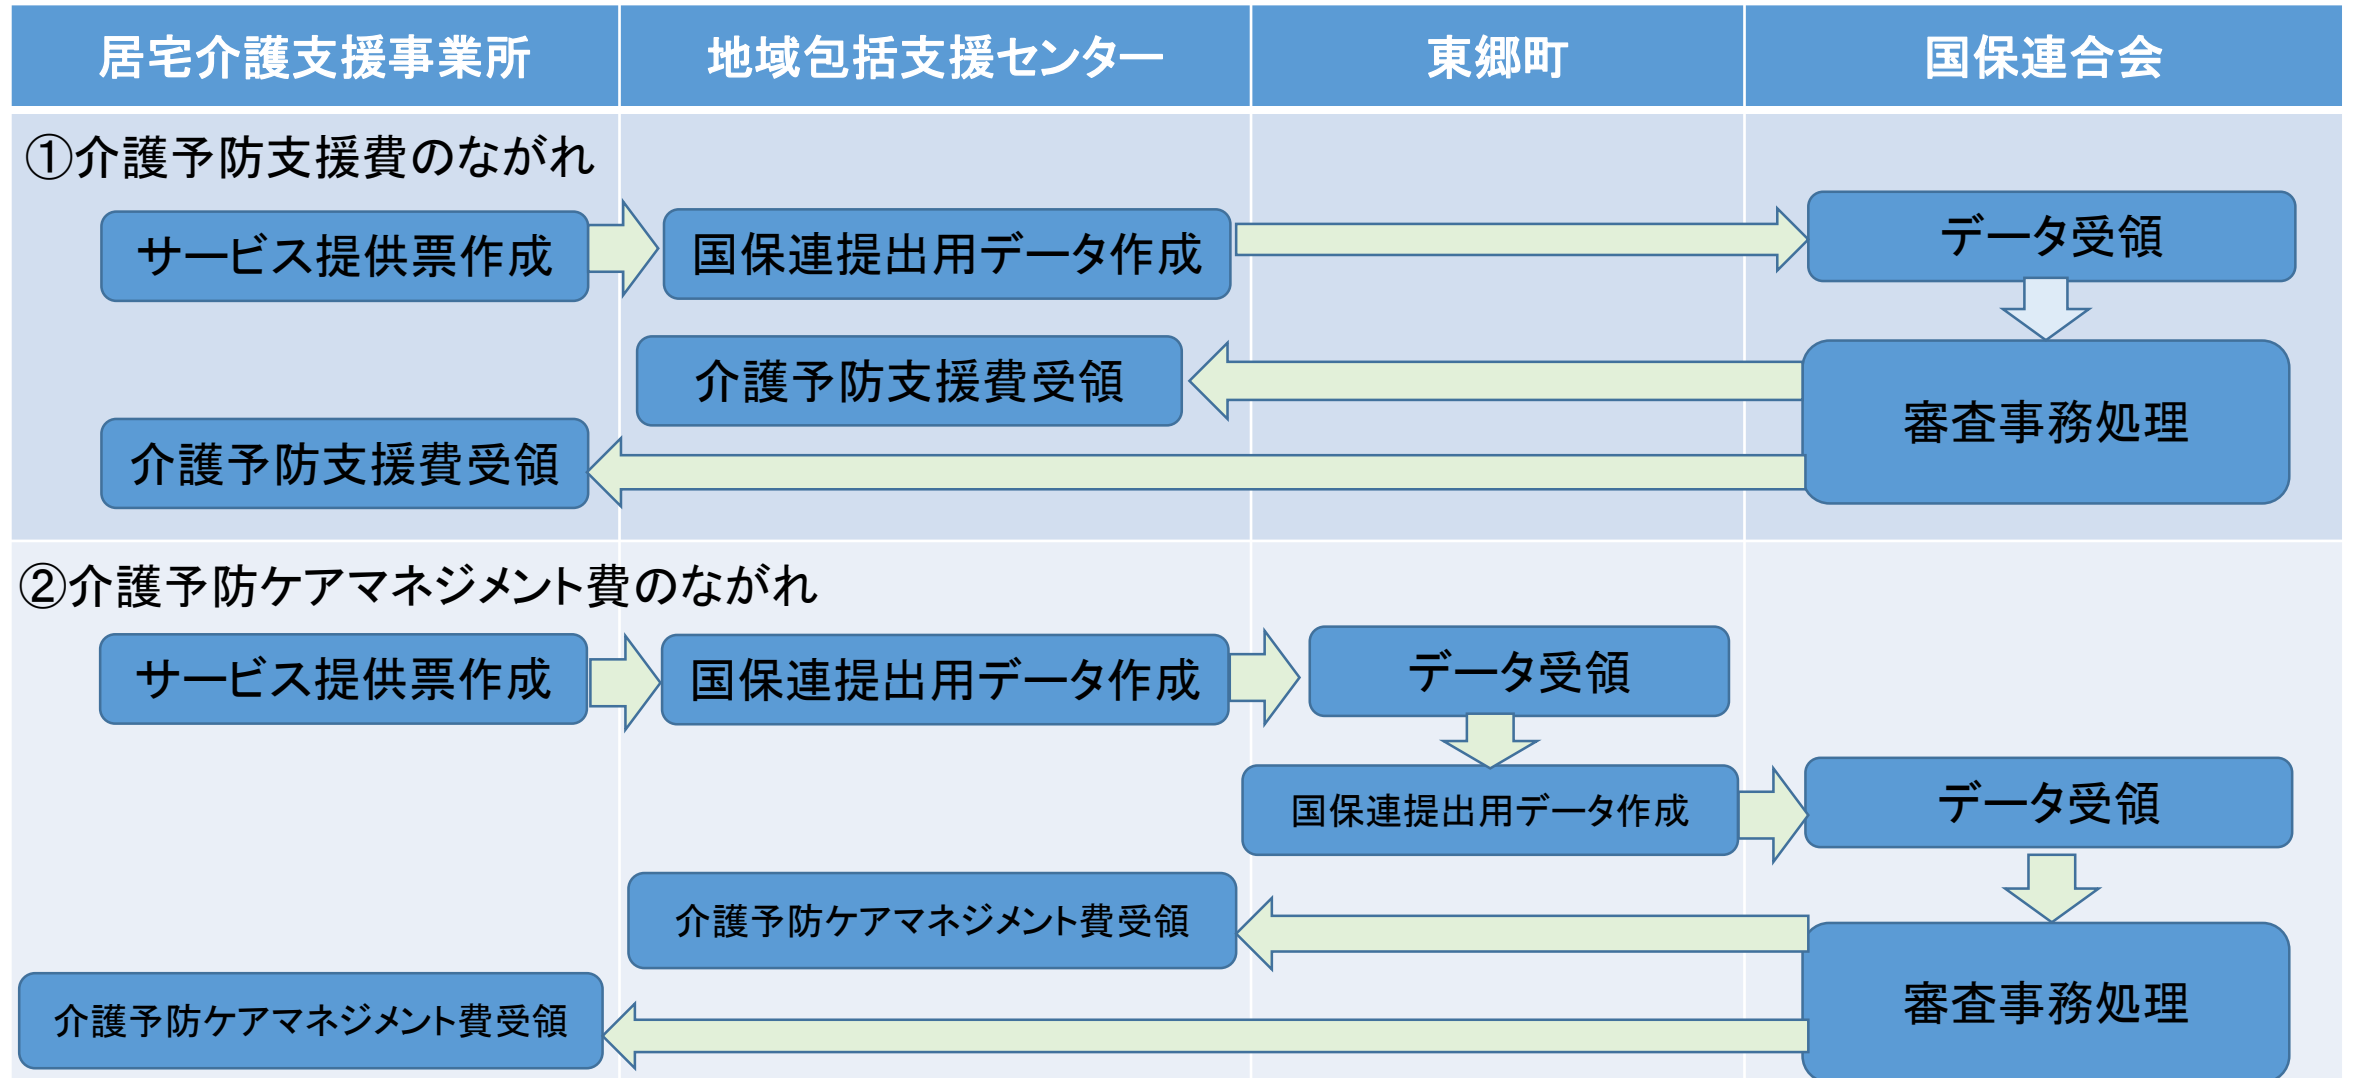 居宅介護支援事業所
地域包括支援センター
東郷町
国保連合会
①介護予防支援費のながれ
サービス提供票作成
国保連提出用データ作成
データ受領
介護予防支援費受領
審査事務処理
介護予防支援費受領
②介護予防ケアマネジメント費のながれ
サービス提供票作成
国保連提出用データ作成
データ受領
国保連提出用データ作成
データ受領
介護予防ケアマネジメント費受領
審査事務処理
介護予防ケアマネジメント費受領